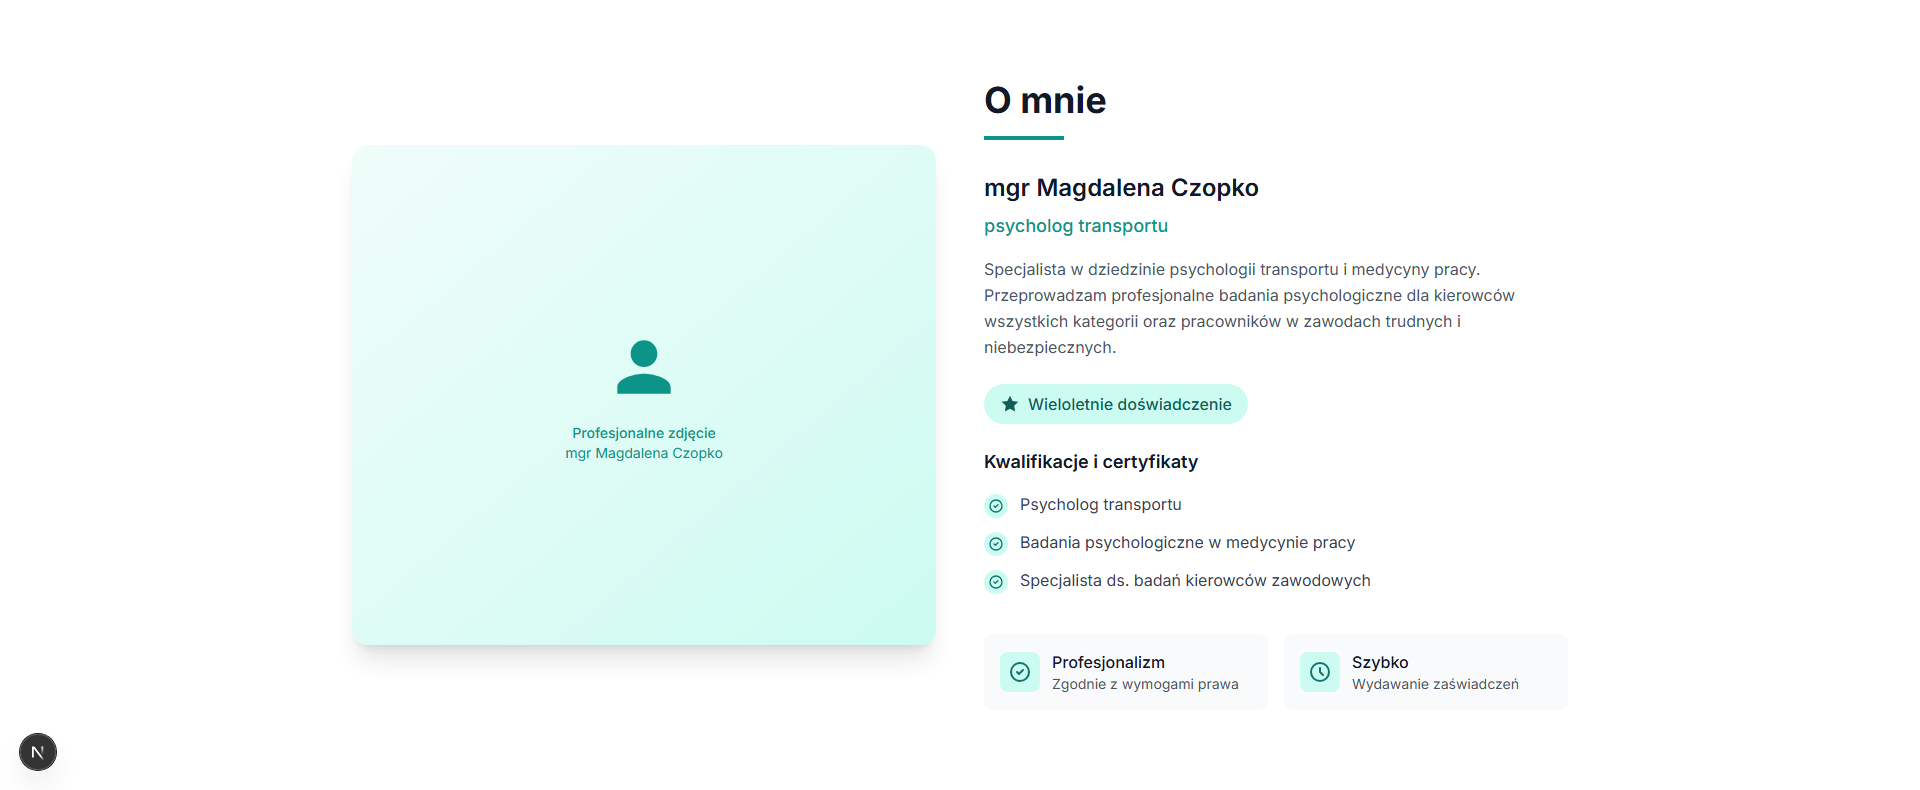 O mnie
mgr Magdalena Czopko
psycholog transportu
Specjalista w dziedzinie psychologii transportu i medycyny pracy.
Przeprowadzam profesjonalne badania psychologiczne dla kierowców
wszystkich kategorii oraz pracowników w zawodach trudnych i
niebezpiecznych.
Wieloletnie doświadczenie
Kwalifikacje i certyfikaty
Psycholog transportu
Badania psychologiczne w medycynie pracy
Specjalista ds. badań kierowców zawodowych
Profesjonalizm
Zgodnie z wymogami prawa
Szybko
Wydawanie zaświadczeń
Profesjonalne zdjęcie
mgr Magdalena Czopko
N